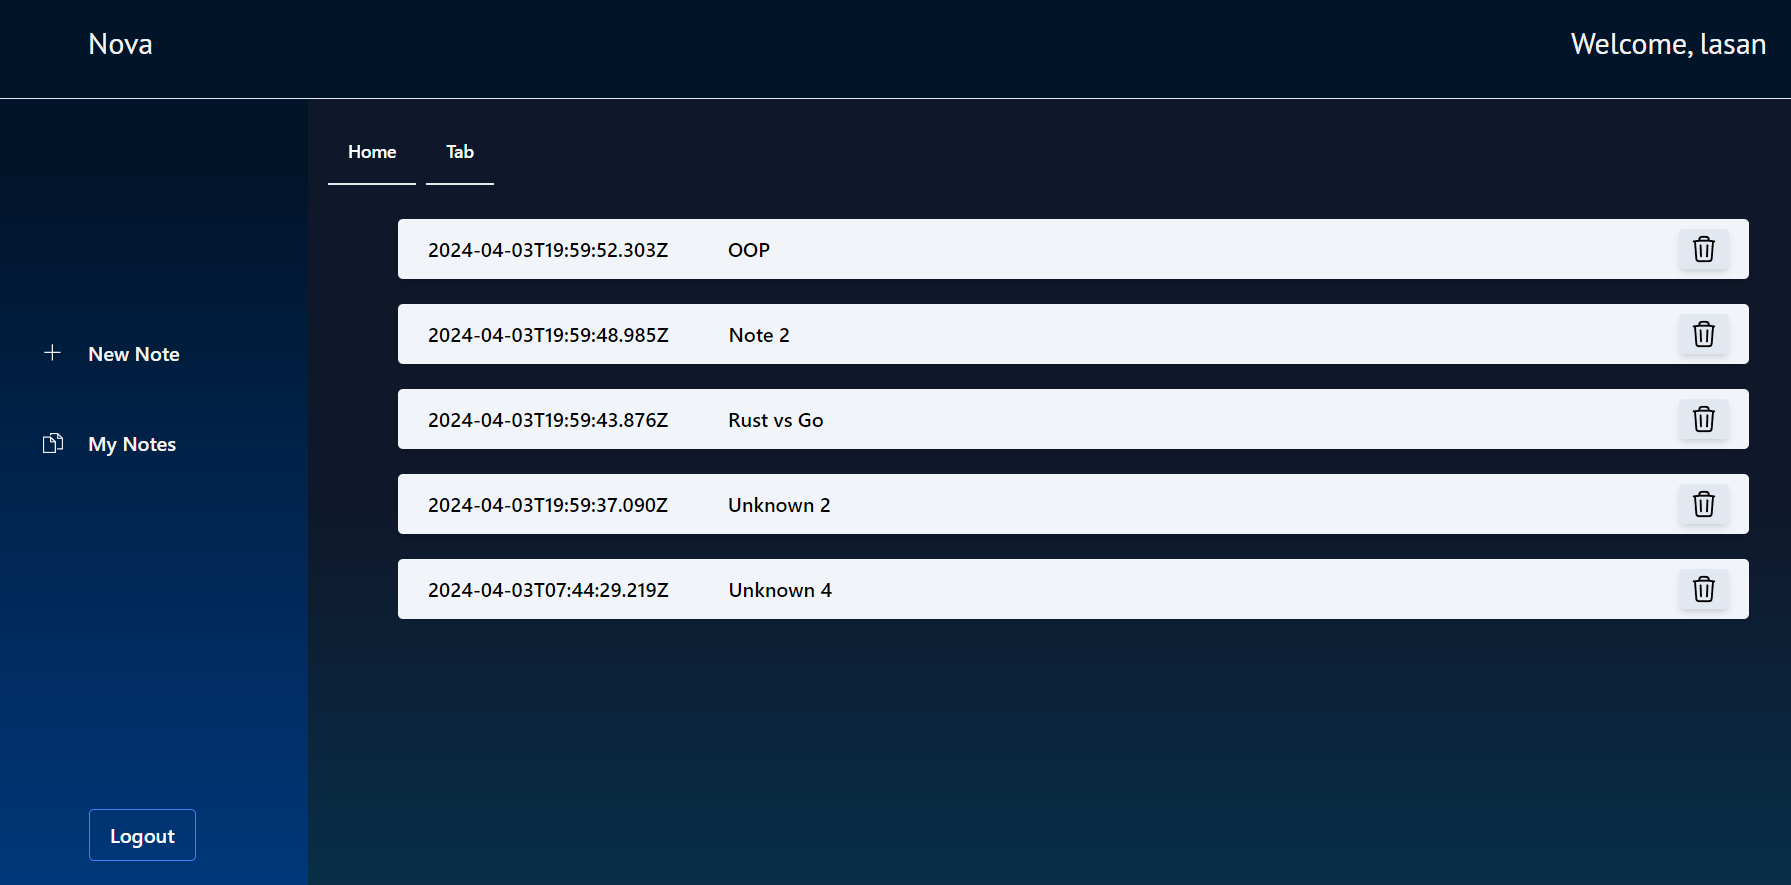 Nova
Welcome, lasan
Home
Tab
2024-04-03T19:59:52.303Z OOP
2024-04-03T19:59:48.985Z Note 2
2024-04-03T19:59:43.876Z Rust vs Go
2024-04-03T19:59:37.090Z Unknown 2
2024-04-03T07:44:29.219Z Unknown 4
New Note
My Notes
Logout